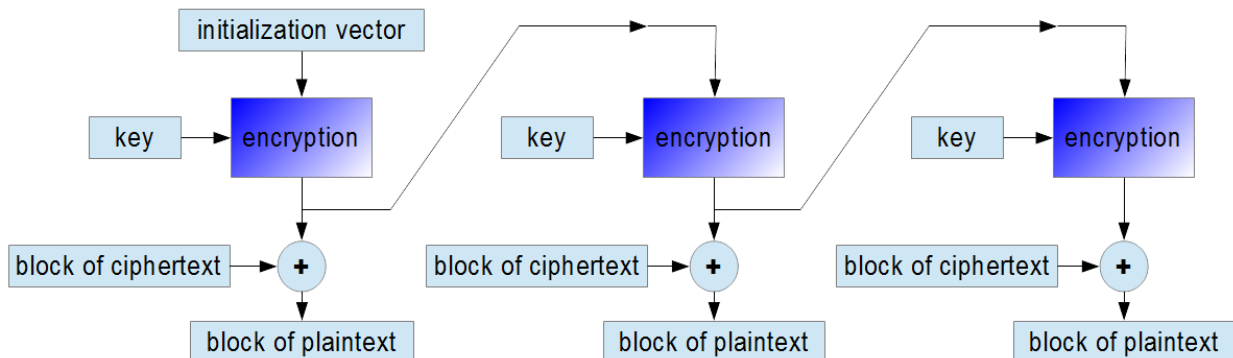 initialization vector
key
encryption
key
encryption
key
encryption
block of ciphertext
+
block of ciphertext
+
block of ciphertext
+
block of plaintext
block of plaintext
block of plaintext